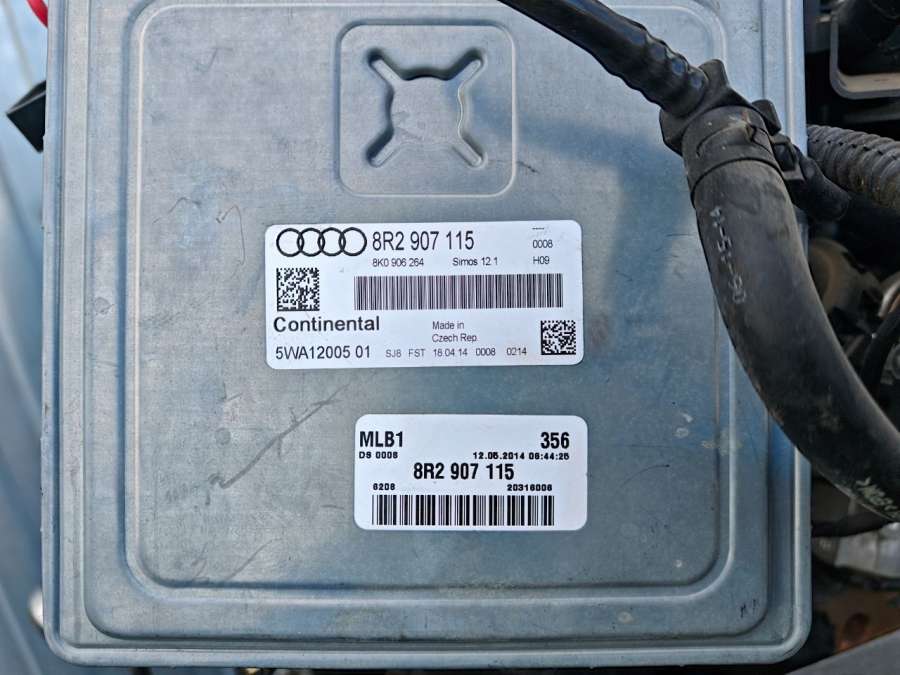 8R2 907 115
0008
8K0 906 264 Simos 12.1 H09
Continental
Made in
Czech Rep.
5WA12005 01 SJ8 FST 16.04.14 0008 0214
MLB1 356
DS 0006 12.05.2014 06:44:25
8R2 907 115
6208 20316006